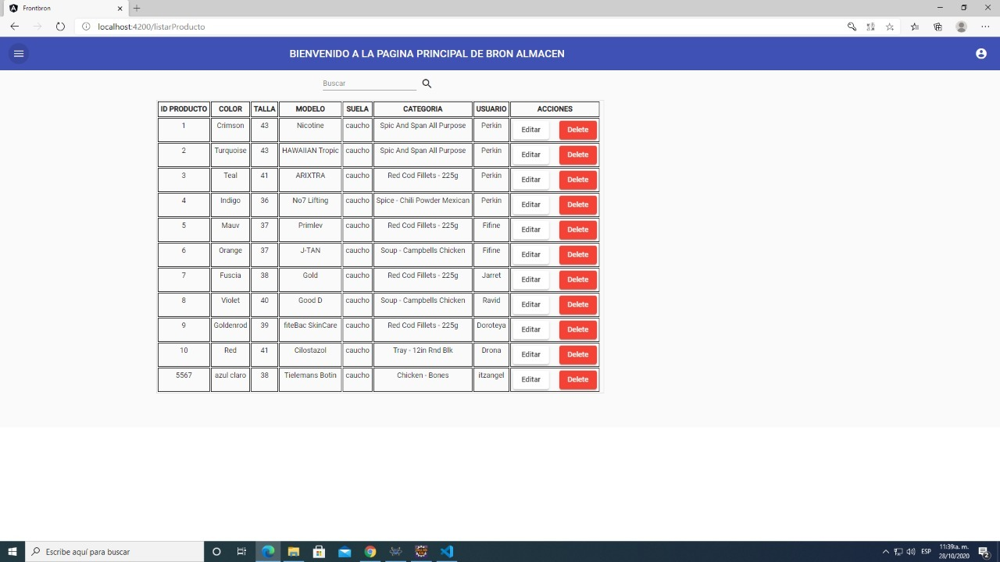 Frontbron
localhost:4200/listarProducto
BIENVENIDO A LA PAGINA PRINCIPAL DE BRON ALMACEN
Buscar
ID PRODUCTO COLOR TALLA MODELO SUELA CATEGORIA USUARIO ACCIONES
1 Crimson 43 Nicotine caucho Spic And Span All Purpose Perkin Editar Delete
2 Turquoise 43 HAWAIIAN Tropic caucho Spic And Span All Purpose Perkin Editar Delete
3 Teal 41 ARIXTRA caucho Red Cod Fillets - 225g Perkin Editar Delete
4 Indigo 36 No7 Lifting caucho Spice - Chili Powder Mexican Perkin Editar Delete
5 Mauv 37 Primlev caucho Red Cod Fillets - 225g Fifine Editar Delete
6 Orange 37 J-TAN caucho Soup - Campbells Chicken Fifine Editar Delete
7 Fuscia 38 Gold caucho Red Cod Fillets - 225g Jarret Editar Delete
8 Violet 40 Good D caucho Soup - Campbells Chicken Ravid Editar Delete
9 Goldenrod 39 fiteBac SkinCare caucho Red Cod Fillets - 225g Doroteya Editar Delete
10 Red 41 Cilostazol caucho Tray - 12in Rnd Blk Drona Editar Delete
5567 azul claro 38 Tielemans Botin caucho Chicken - Bones itzangel Editar Delete
Escribe aquí para buscar
ESP
11:39a. m.
28/10/2020
2